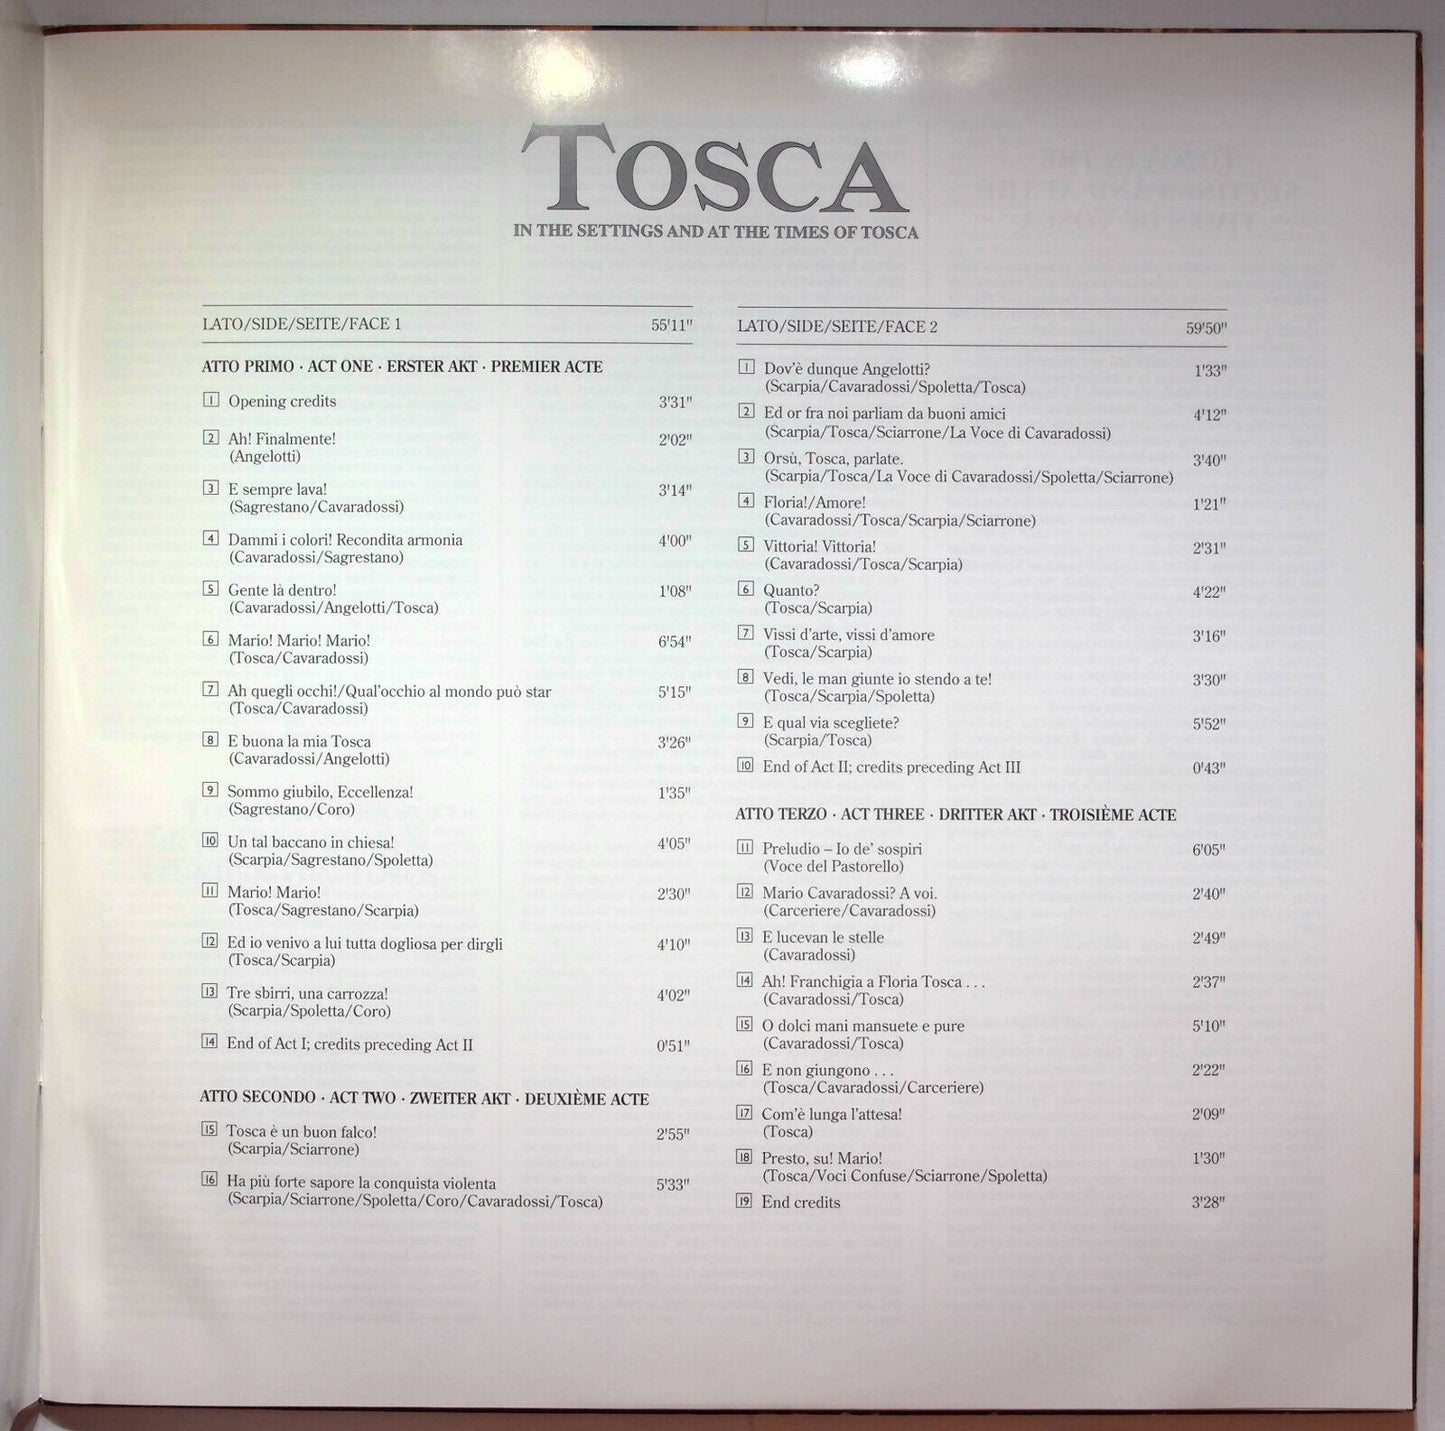 TOSCA
IN THE SETTINGS AND AT THE TIMES OF TOSCA
LATO/SIDE/SEITE/FACE 1 55'11"
ATTO PRIMO · ACT ONE · ERSTER AKT · PREMIER ACTE
1 Opening credits 3'31"
2 Ah! Finalmente! 2'02"
(Angelotti)
3 E sempre lava! 3'14"
(Sagrestano/Cavaradossi)
4 Dammi i colori! Recondita armonia 4'00"
(Cavaradossi/Sagrestano)
5 Gente là dentro! 1'08"
(Cavaradossi/Angelotti/Tosca)
6 Mario! Mario! Mario! 6'54"
(Tosca/Cavaradossi)
7 Ah quegli occhi!/Qual'occhio al mondo può star 5'15"
(Tosca/Cavaradossi)
8 E buona la mia Tosca 3'26"
(Cavaradossi/Angelotti)
9 Sommo giubilo, Eccellenza! 1'35"
(Sagrestano/Coro)
10 Un tal baccano in chiesa! 4'05"
(Scarpia/Sagrestano/Spoletta)
11 Mario! Mario! 2'30"
(Tosca/Sagrestano/Scarpia)
12 Ed io venivo a lui tutta dogliosa per dirgli 4'10"
(Tosca/Scarpia)
13 Tre sbirri, una carrozza! 4'02"
(Scarpia/Spoletta/Coro)
14 End of Act I; credits preceding Act II 0'51"
ATTO SECONDO · ACT TWO · ZWEITER AKT · DEUXIÈME ACTE
15 Tosca è un buon falco! 2'55"
(Scarpia/Sciarrone)
16 Ha più forte sapore la conquista violenta 5'33"
(Scarpia/Sciarrone/Spoletta/Coro/Cavaradossi/Tosca)
LATO/SIDE/SEITE/FACE 2 59'50"
1 Dov'è dunque Angelotti? 1'33"
(Scarpia/Cavaradossi/Spoletta/Tosca)
2 Ed or fra noi parliam da buoni amici 4'12"
(Scarpia/Tosca/Sciarrone/La Voce di Cavaradossi)
3 Orsù, Tosca, parlate. 3'40"
(Scarpia/Tosca/La Voce di Cavaradossi/Spoletta/Sciarrone)
4 Floria!/Amore! 1'21"
(Cavaradossi/Tosca/Scarpia/Sciarrone)
5 Vittoria! Vittoria! 2'31"
(Cavaradossi/Tosca/Scarpia)
6 Quanto? 4'22"
(Tosca/Scarpia)
7 Vissi d'arte, vissi d'amore 3'16"
(Tosca/Scarpia)
8 Vedi, le man giunte io stendo a te! 3'30"
(Tosca/Scarpia/Spoletta)
9 E qual via scegliete? 5'52"
(Scarpia/Tosca)
10 End of Act II; credits preceding Act III 0'43"
ATTO TERZO · ACT THREE · DRITTER AKT · TROISIÈME ACTE
11 Preludio – Io de' sospiri 6'05"
(Voce del Pastorello)
12 Mario Cavaradossi? A voi. 2'40"
(Carceriere/Cavaradossi)
13 E lucevan le stelle 2'49"
(Cavaradossi)
14 Ah! Franchigia a Floria Tosca . . . 2'37"
(Cavaradossi/Tosca)
15 O dolci mani mansuete e pure 5'10"
(Cavaradossi/Tosca)
16 E non giungono . . . 2'22"
(Tosca/Cavaradossi/Carceriere)
17 Com'è lunga l'attesa! 2'09"
(Tosca)
18 Presto, su! Mario! 1'30"
(Tosca/Voci Confuse/Sciarrone/Spoletta)
19 End credits 3'28"